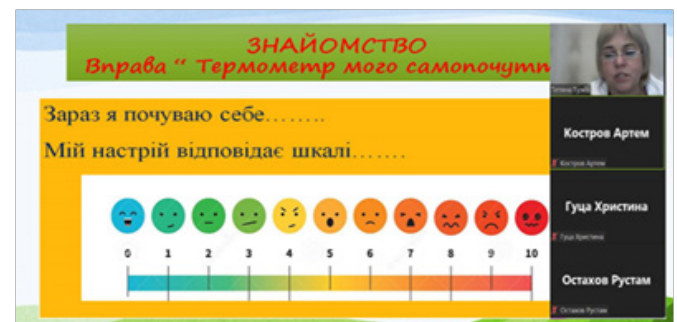 ЗНАЙОМСТВО
Вправа “ Термометр мого самопочутт
Зараз я почуваю себе........
Мій настрій відповідає шкалі.......
0 1 2 3 4 5 6 7 8 9 10
Костров Артем
Костров Артем
Гуца Христина
Гуца Христина
Остахов Рустам
Остахов Рустам